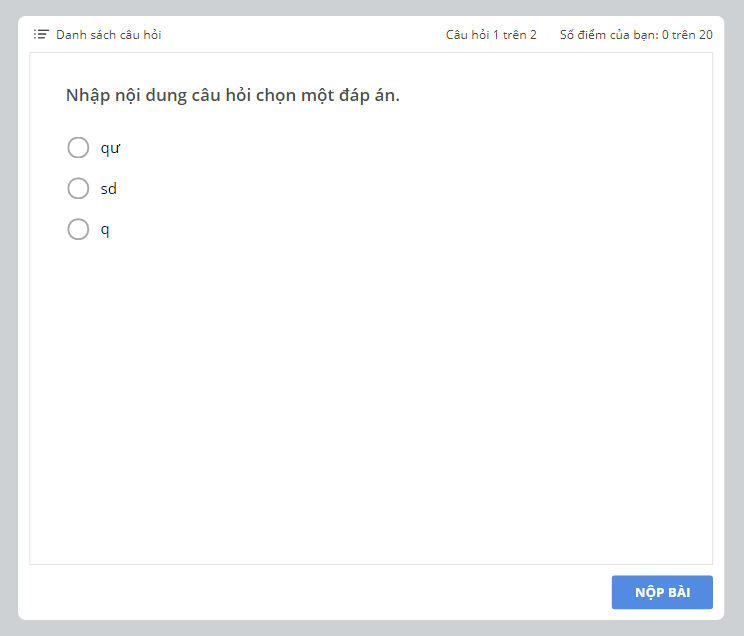 Danh sách câu hỏi Câu hỏi 1 trên 2 Số điểm của bạn: 0 trên 20
Nhập nội dung câu hỏi chọn một đáp án.
qư
sd
q
NỘP BÀI